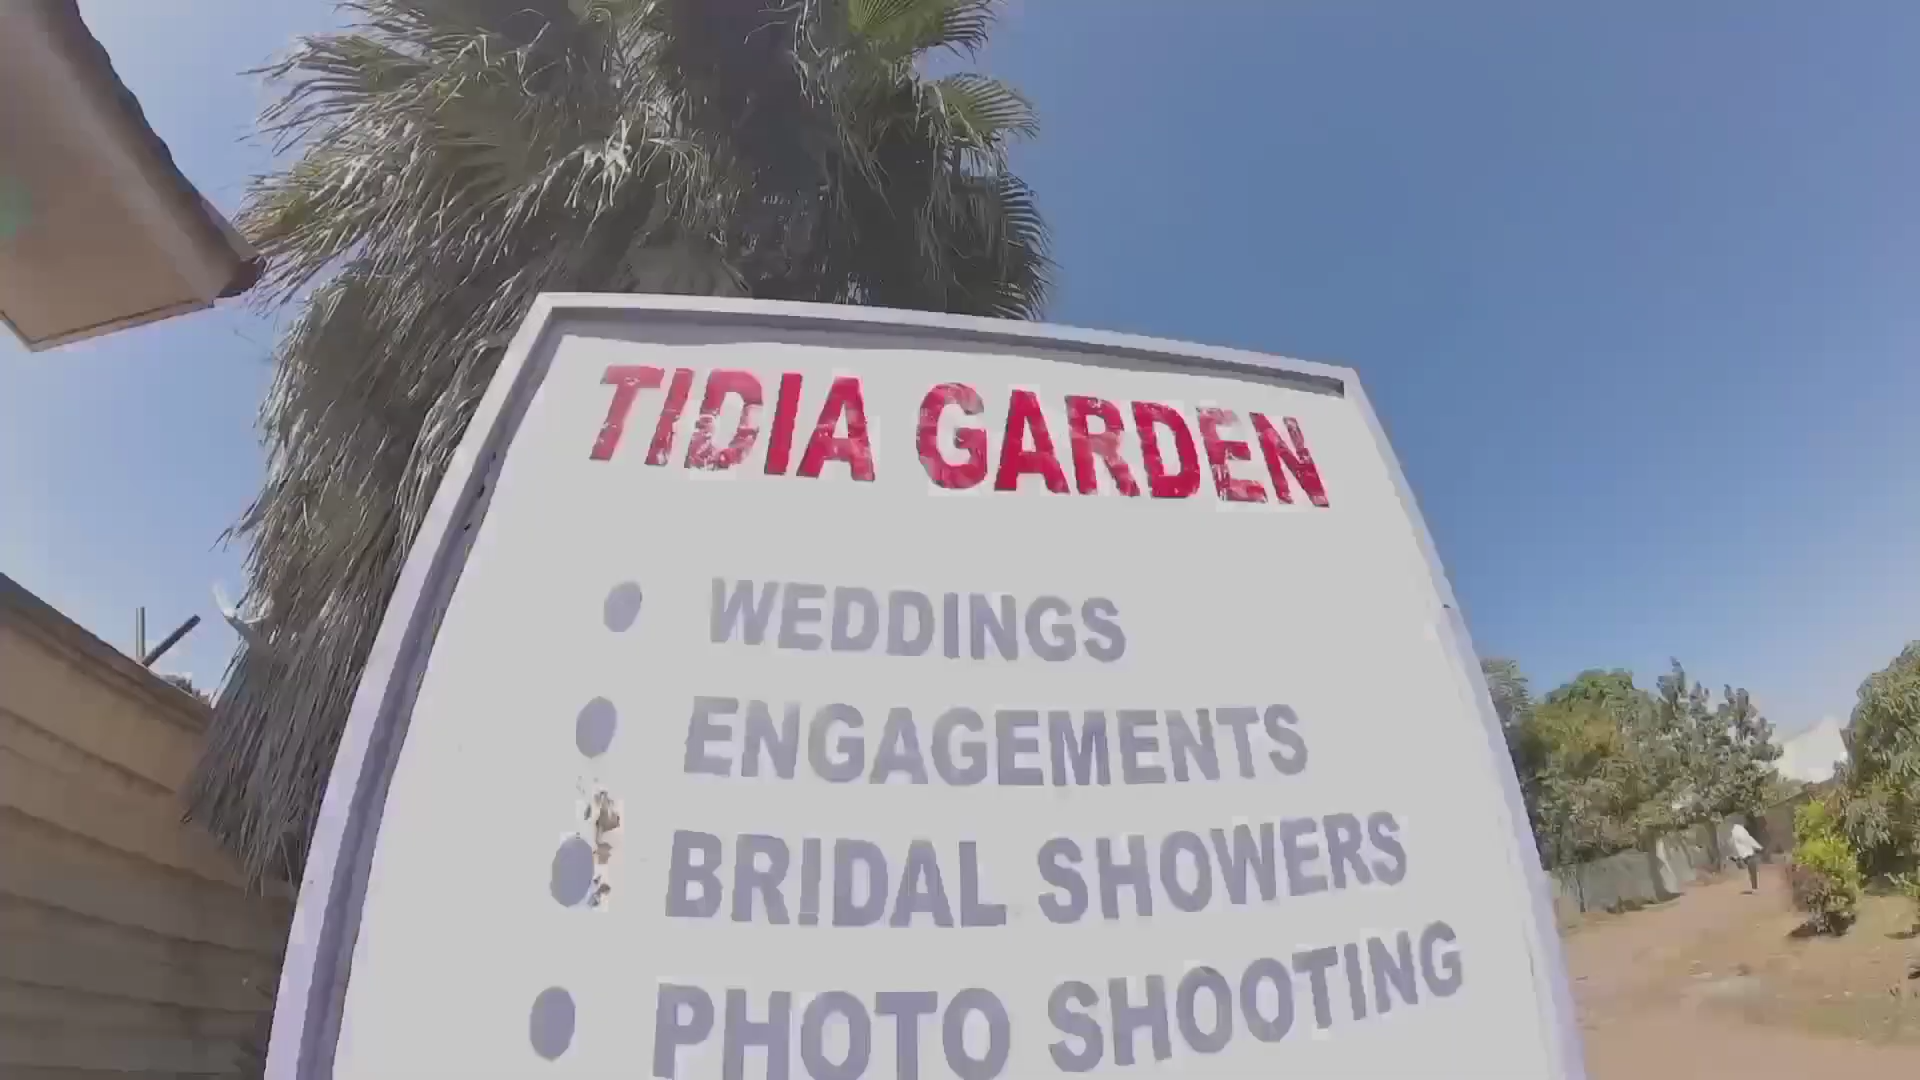 TIDIA GARDEN
● WEDDINGS
● ENGAGEMENTS
● BRIDAL SHOWERS
● PHOTO SHOOTING